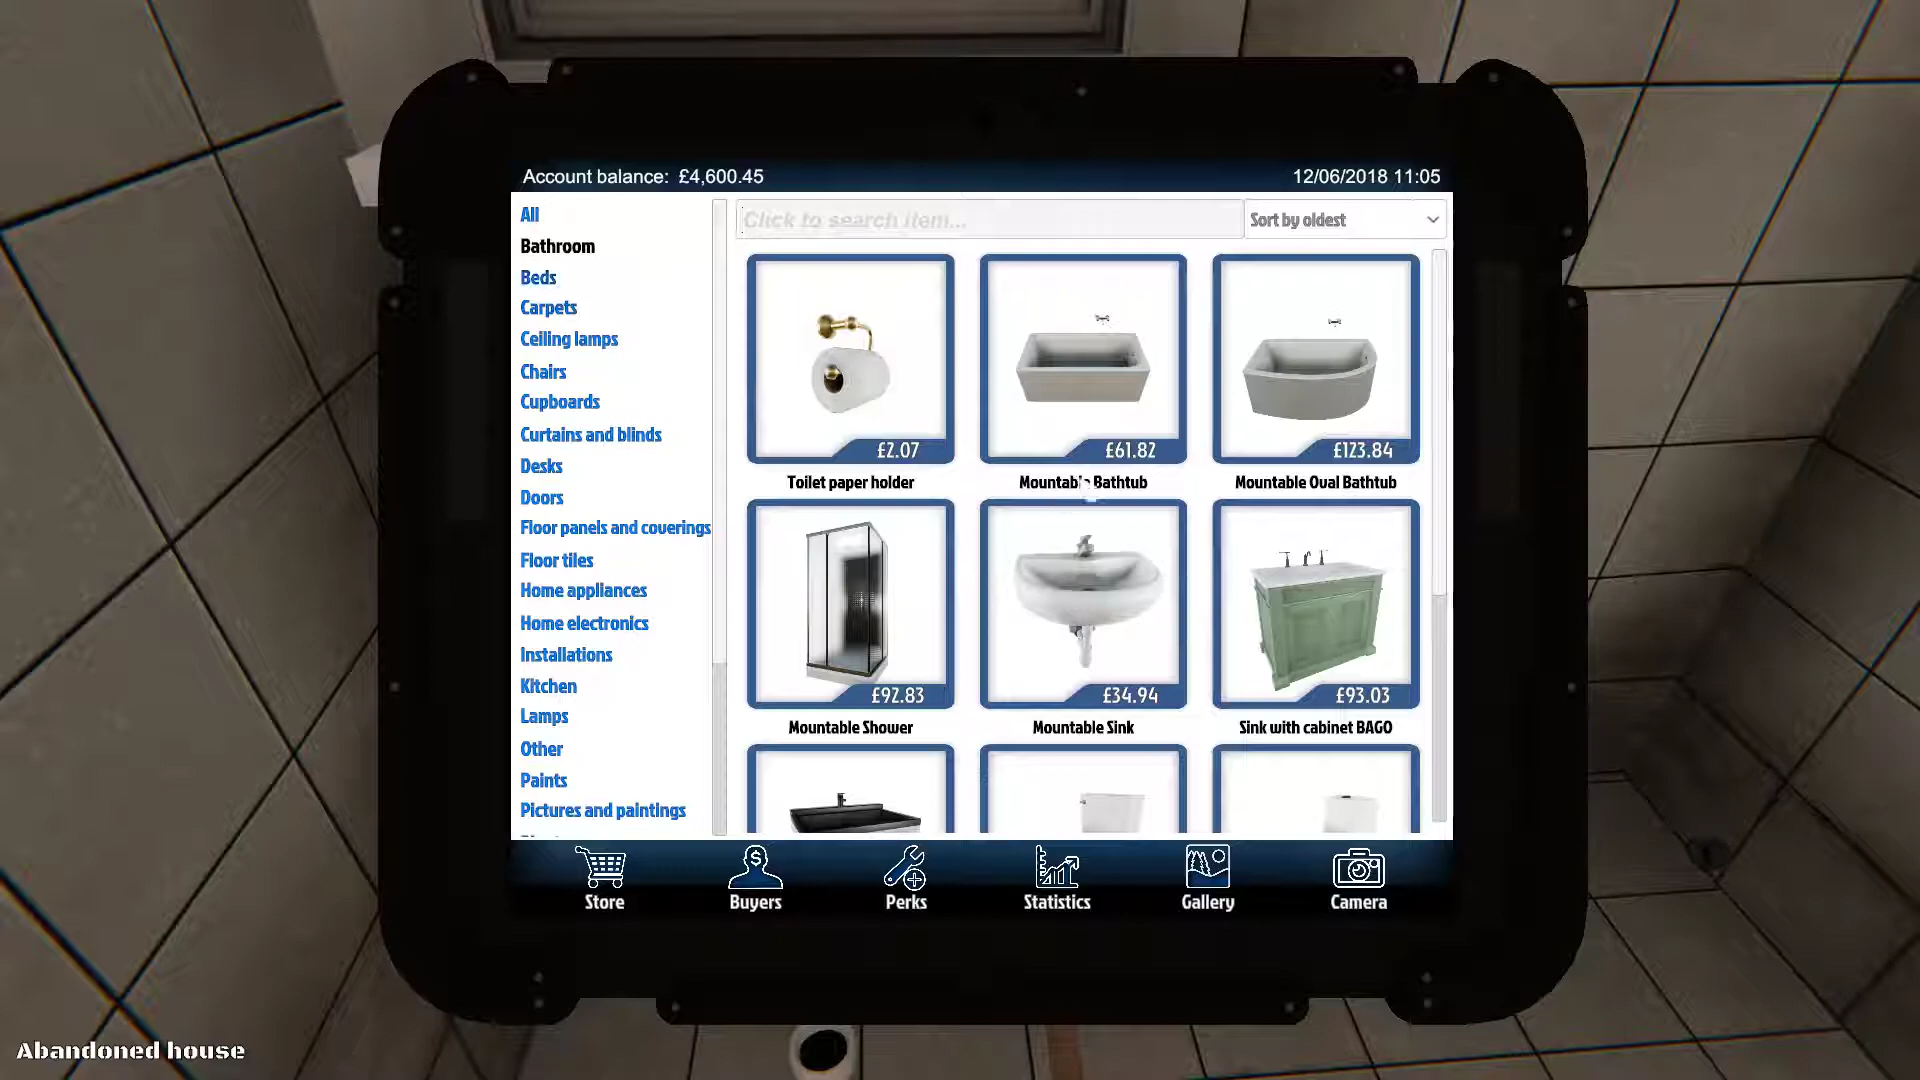 Account balance: £4,600.45
12/06/2018 11:05
All
Bathroom
Beds
Carpets
Ceiling lamps
Chairs
Cupboards
Curtains and blinds
Desks
Doors
Floor panels and coverings
Floor tiles
Home appliances
Home electronics
Installations
Kitchen
Lamps
Other
Paints
Pictures and paintings
Click to search item...
Sort by oldest
£2.07
£61.82
£123.84
Toilet paper holder
Mountable Bathtub
Mountable Oval Bathtub
£92.83
£34.94
£93.03
Mountable Shower
Mountable Sink
Sink with cabinet BAGO
Store
Buyers
Perks
Statistics
Gallery
Camera
Abandoned house